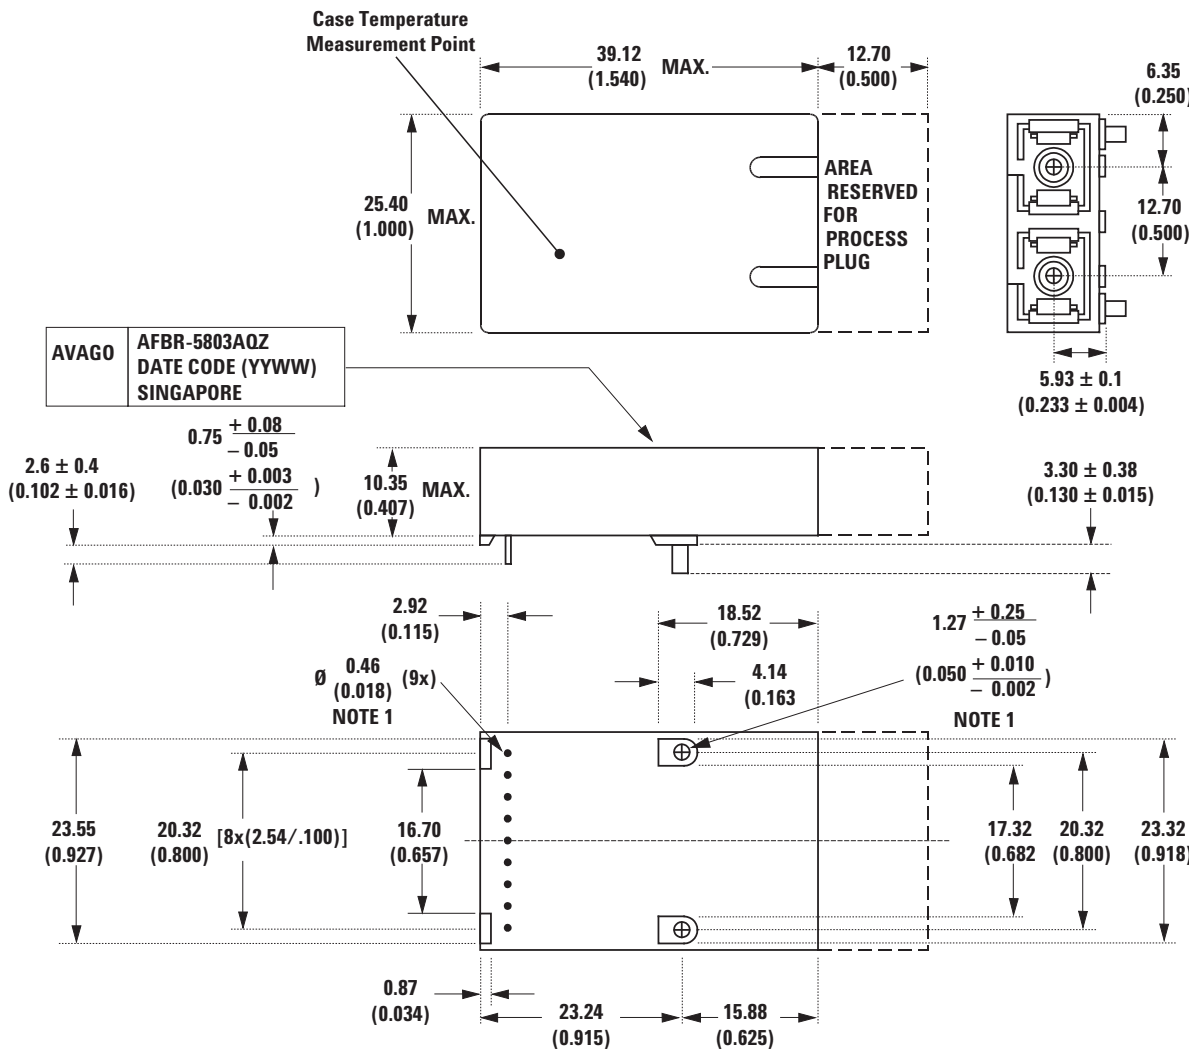 Case Temperature
Measurement Point
39.12
(1.540)
MAX.
12.70
(0.500)
6.35
(0.250)
25.40
(1.000)
MAX.
AREA
RESERVED
FOR
PROCESS
PLUG
12.70
(0.500)
AVAGO
AFBR-5803AQZ
DATE CODE (YYWW)
SINGAPORE
5.93 ± 0.1
(0.233 ± 0.004)
2.6 ± 0.4
(0.102 ± 0.016)
0.75 + 0.08
− 0.05
(0.030 + 0.003
− 0.002 )
10.35
(0.407)
MAX.
3.30 ± 0.38
(0.130 ± 0.015)
2.92
(0.115)
18.52
(0.729)
1.27 + 0.25
− 0.05
(0.050 + 0.010
− 0.002 )
NOTE 1
Ø 0.46
(0.018) (9x)
NOTE 1
4.14
(0.163
23.55
(0.927)
20.32
(0.800)
[8x(2.54/.100)]
16.70
(0.657)
17.32
(0.682
20.32
(0.800)
23.32
(0.918)
0.87
(0.034)
23.24
(0.915)
15.88
(0.625)